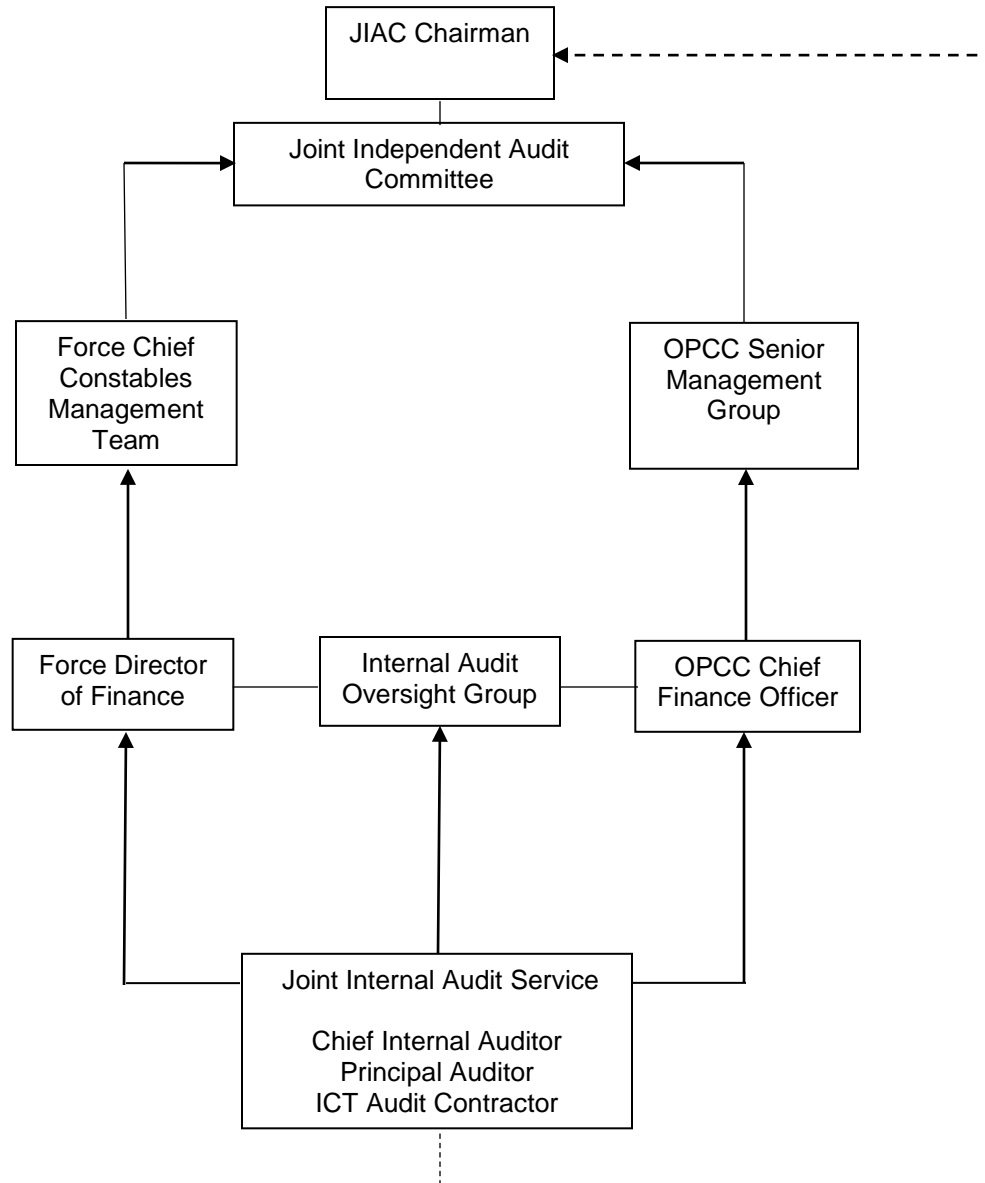 JIAC Chairman
Joint Independent Audit
Committee
Force Chief
Constables
Management
Team
OPCC Senior
Management
Group
Force Director
of Finance
Internal Audit
Oversight Group
OPCC Chief
Finance Officer
Joint Internal Audit Service
Chief Internal Auditor
Principal Auditor
ICT Audit Contractor